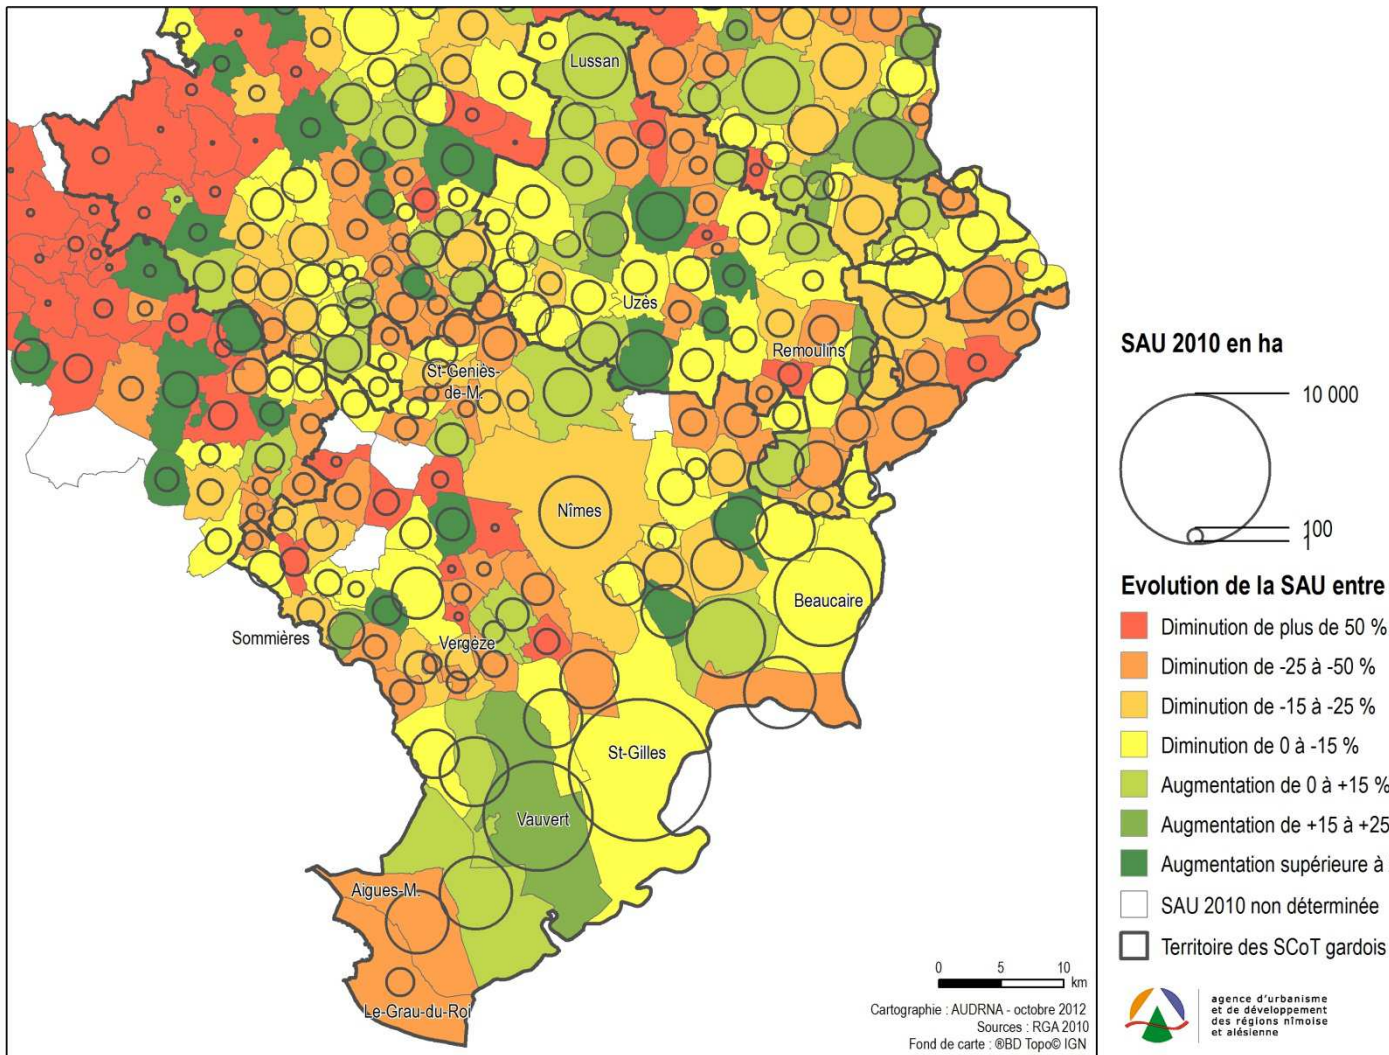 Lussan
Uzès
Remoulins
St-Geniès-
de-M.
Nîmes
Beaucaire
Sommières
Vergèze
St-Gilles
Vauvert
Aigues-M.
Le-Grau-du-Roi
0 5 10
km
Cartographie : AUDRNA - octobre 2012
Sources : RGA 2010
Fond de carte : ®BD Topo© IGN
SAU 2010 en ha
10 000
100
1
Evolution de la SAU entre
Diminution de plus de 50 %
Diminution de -25 à -50 %
Diminution de -15 à -25 %
Diminution de 0 à -15 %
Augmentation de 0 à +15 %
Augmentation de +15 à +25
Augmentation supérieure à
SAU 2010 non déterminée
Territoire des SCoT gardois
agence d'urbanisme
et de développement
des régions nîmoise
et alésienne